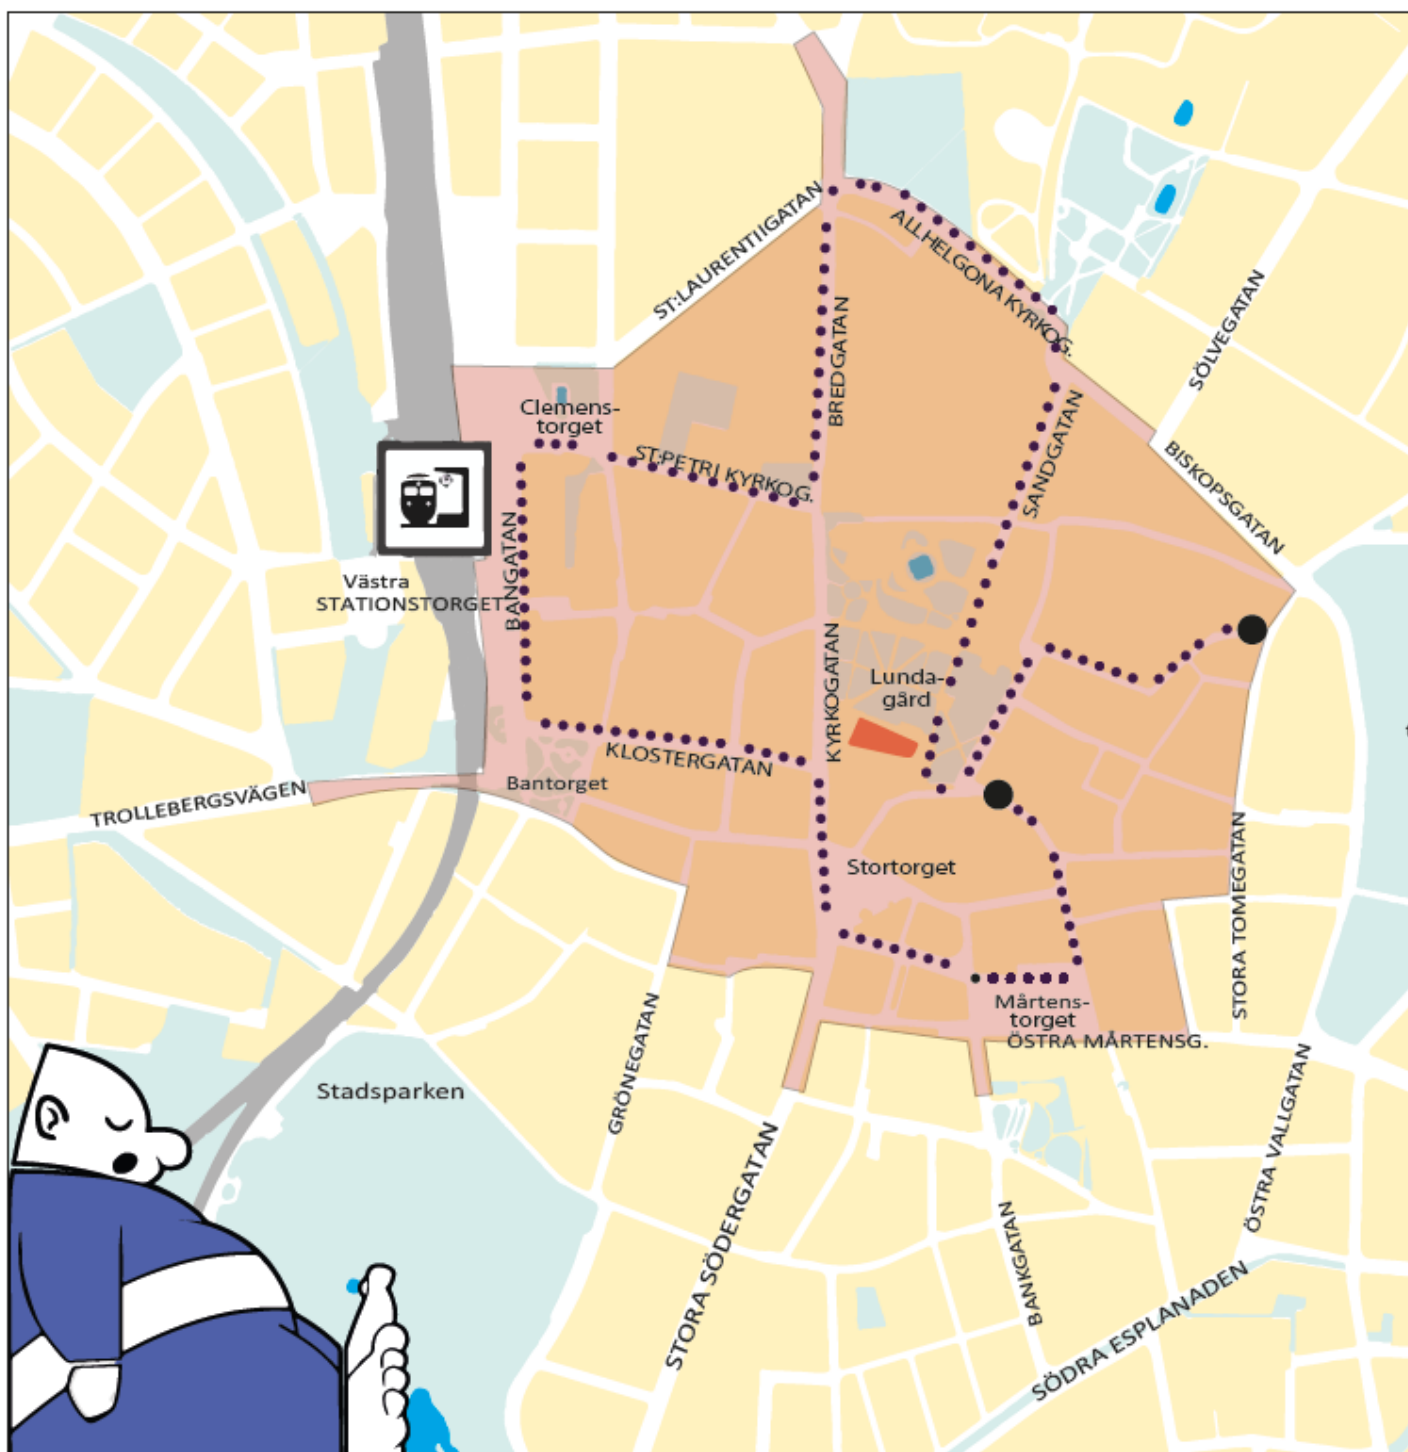 ST:LAURENTIIGATAN
ALLHELGONA KYRKOG.
BREDGATAN
SÖLVEGATAN
Clemens-
torget
ST:PETRI KYRKOG.
SANDGATAN
BISKOPSGATAN
BANGATAN
Västra
STATIONSTORGET
KYRKOGATAN
Lunda-
gård
KLOSTERGATAN
Bantorget
TROLLEBERGSVÄGEN
Stortorget
STORA TOMEGATAN
Mårtens-
torget
ÖSTRA MÅRTENSG.
GRÖNEGATAN
Stadsparken
ÖSTRA VALLGATAN
STORA SÖDERGATAN
BANKGATAN
SÖDRA ESPLANADEN